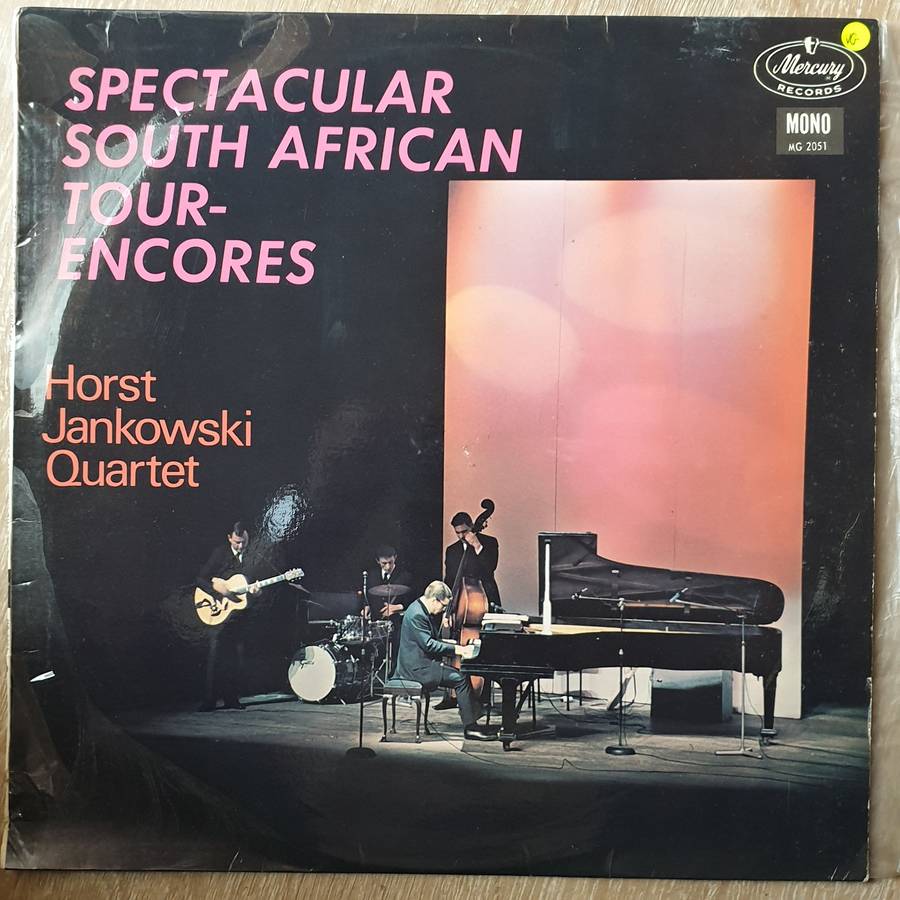 SPECTACULAR
SOUTH AFRICAN
TOUR-
ENCORES
Horst
Jankowski
Quartet
Mercury
RECORDS
MONO
MG 2051